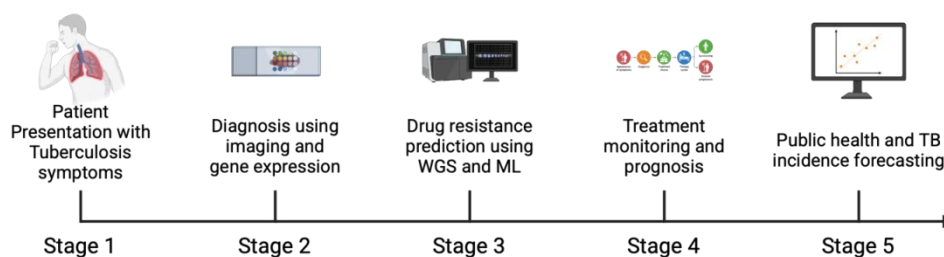 Patient
Presentation with
Tuberculosis
symptoms
Diagnosis using
imaging and
gene expression
Drug resistance
prediction using
WGS and ML
Treatment
monitoring and
prognosis
Public health and TB
incidence forecasting
Stage 1
Stage 2
Stage 3
Stage 4
Stage 5